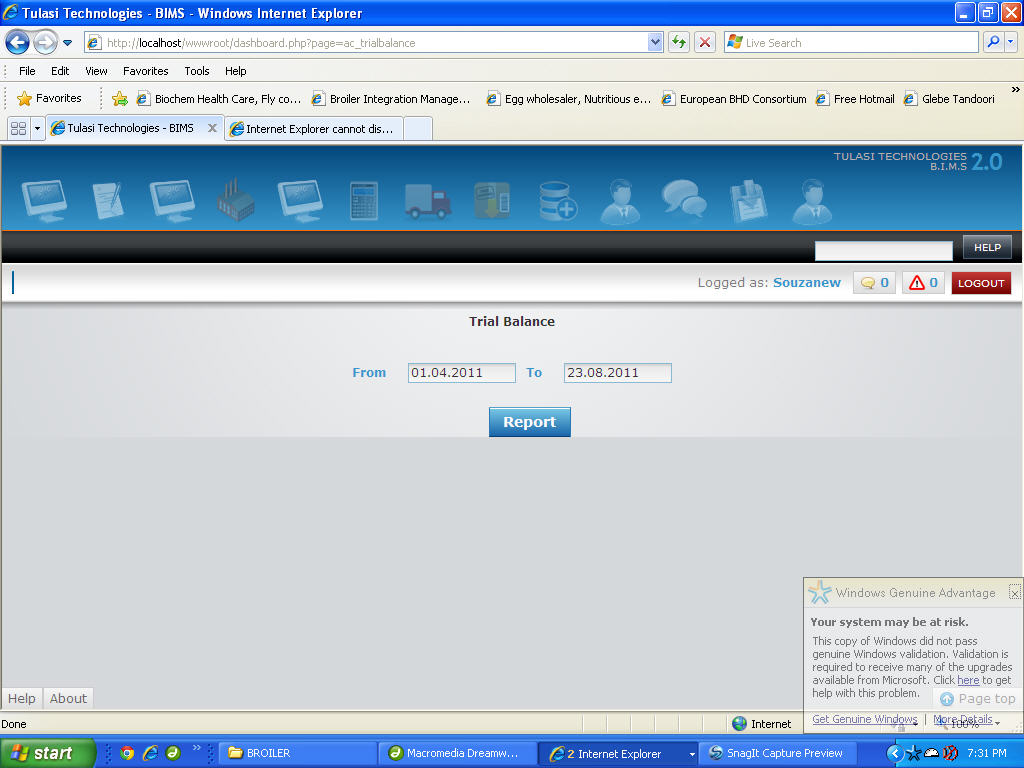 Tulasi Technologies - BIMS - Windows Internet Explorer
http://localhost/wwwroot/dashboard.php?page=ac_trialbalance
Live Search
File Edit View Favorites Tools Help
Favorites Biochem Health Care, Fly co... Broiler Integration Manage... Egg wholesaler, Nutritious e... European BHD Consortium Free Hotmail Glebe Tandoori »
Tulasi Technologies - BIMS X Internet Explorer cannot dis...
TULASI TECHNOLOGIES 2.0
B.I.M.S
HELP
Logged as: Souzanew 0 0 LOGOUT
Trial Balance
From 01.04.2011 To 23.08.2011
Report
Windows Genuine Advantage
Your system may be at risk.
This copy of Windows did not pass
genuine Windows validation. Validation is
required to receive many of the upgrades
available from Microsoft. Click here to get
help with this problem.
Get Genuine Windows | More Details
Help About
Page top
Done Internet 100%
start » BROILER Macromedia Dreamw... 2 Internet Explorer SnagIt Capture Preview 7:31 PM